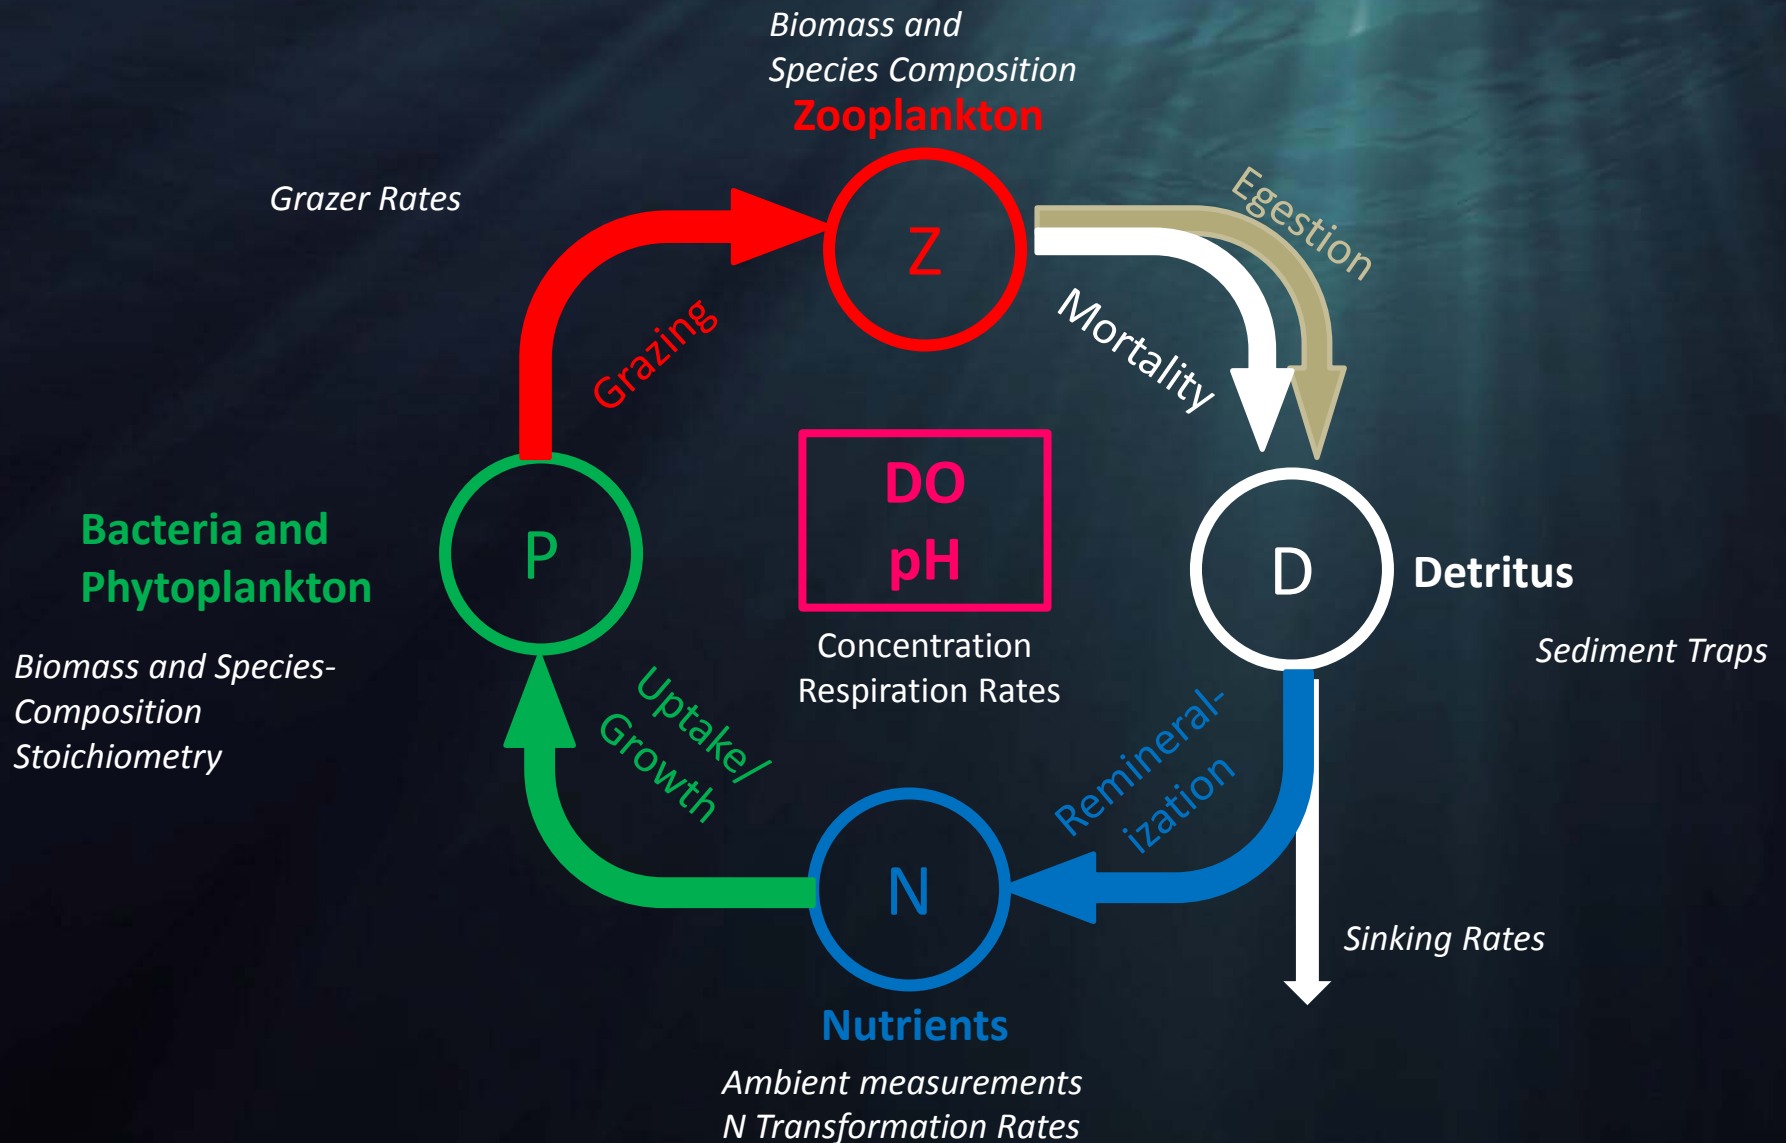 Biomass and
Species Composition
Zooplankton
Grazer Rates
Z
Egestion
Grazing
Mortality
DO
pH
Bacteria and
Phytoplankton
P
D
Detritus
Concentration
Respiration Rates
Sediment Traps
Biomass and Species-
Composition
Stoichiometry
Uptake/
Growth
Remineral-
ization
N
Sinking Rates
Nutrients
Ambient measurements
N Transformation Rates